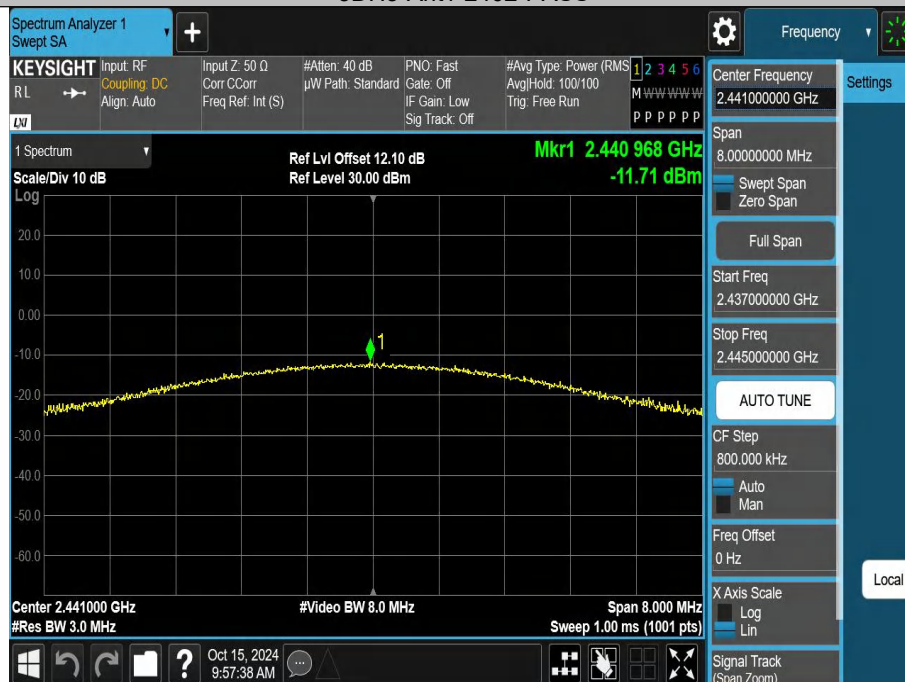 Spectrum Analyzer 1
Swept SA
Frequency
KEYSIGHT
RL
LXI
Input: RF
Coupling: DC
Align: Auto
Input Z: 50 Ω
Corr CCorr
Freq Ref: Int (S)
#Atten: 40 dB
µW Path: Standard
PNO: Fast
Gate: Off
IF Gain: Low
Sig Track: Off
#Avg Type: Power (RMS
Avg|Hold: 100/100
Trig: Free Run
1 2 3 4 5 6
M W W W W W
P P P P P P
Center Frequency
2.441000000 GHz
Settings
Span
8.00000000 MHz
Swept Span
Zero Span
Full Span
Start Freq
2.437000000 GHz
Stop Freq
2.445000000 GHz
AUTO TUNE
CF Step
800.000 kHz
Auto
Man
Freq Offset
0 Hz
X Axis Scale
Log
Lin
Signal Track
(Span Zoom)
Local
1 Spectrum
Scale/Div 10 dB
Log
Ref Lvl Offset 12.10 dB
Ref Level 30.00 dBm
Mkr1 2.440 968 GHz
-11.71 dBm
20.0
10.0
0.00
-10.0
-20.0
-30.0
-40.0
-50.0
-60.0
1
Center 2.441000 GHz
#Res BW 3.0 MHz
#Video BW 8.0 MHz
Span 8.000 MHz
Sweep 1.00 ms (1001 pts)
?
Oct 15, 2024
9:57:38 AM